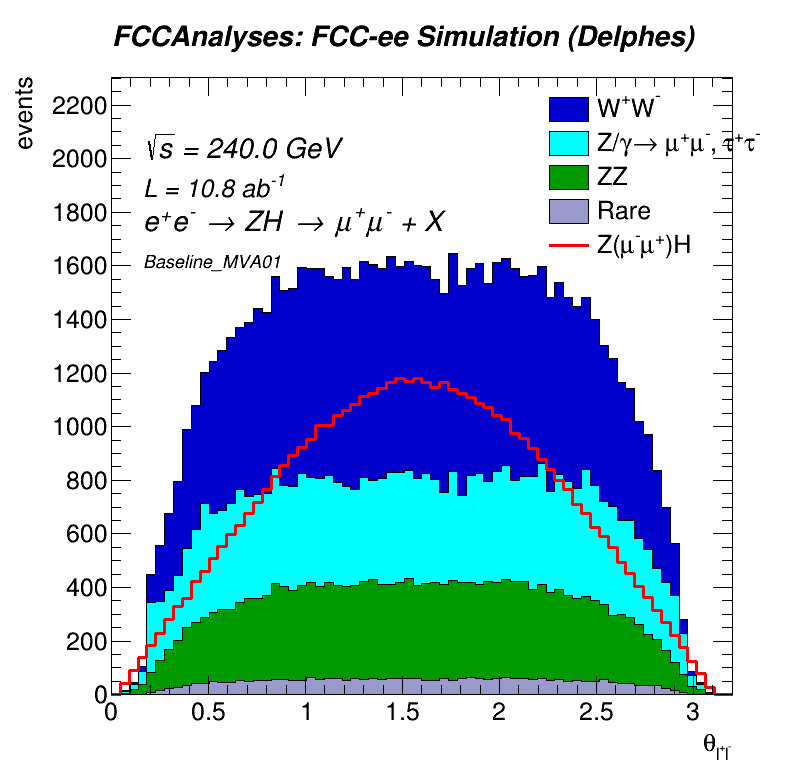 FCCAnalyses: FCC-ee Simulation (Delphes)
events
√s = 240.0 GeV
L = 10.8 ab⁻¹
e⁺e⁻ → ZH → μ⁺μ⁻ + X
Baseline_MVA01
W⁺W⁻
Z/γ→ μ⁺μ⁻, τ⁺τ⁻
ZZ
Rare
Z(μ⁻μ⁺)H
2200
2000
1800
1600
1400
1200
1000
800
600
400
200
0
0 0.5 1 1.5 2 2.5 3
θ_{l⁺l⁻}